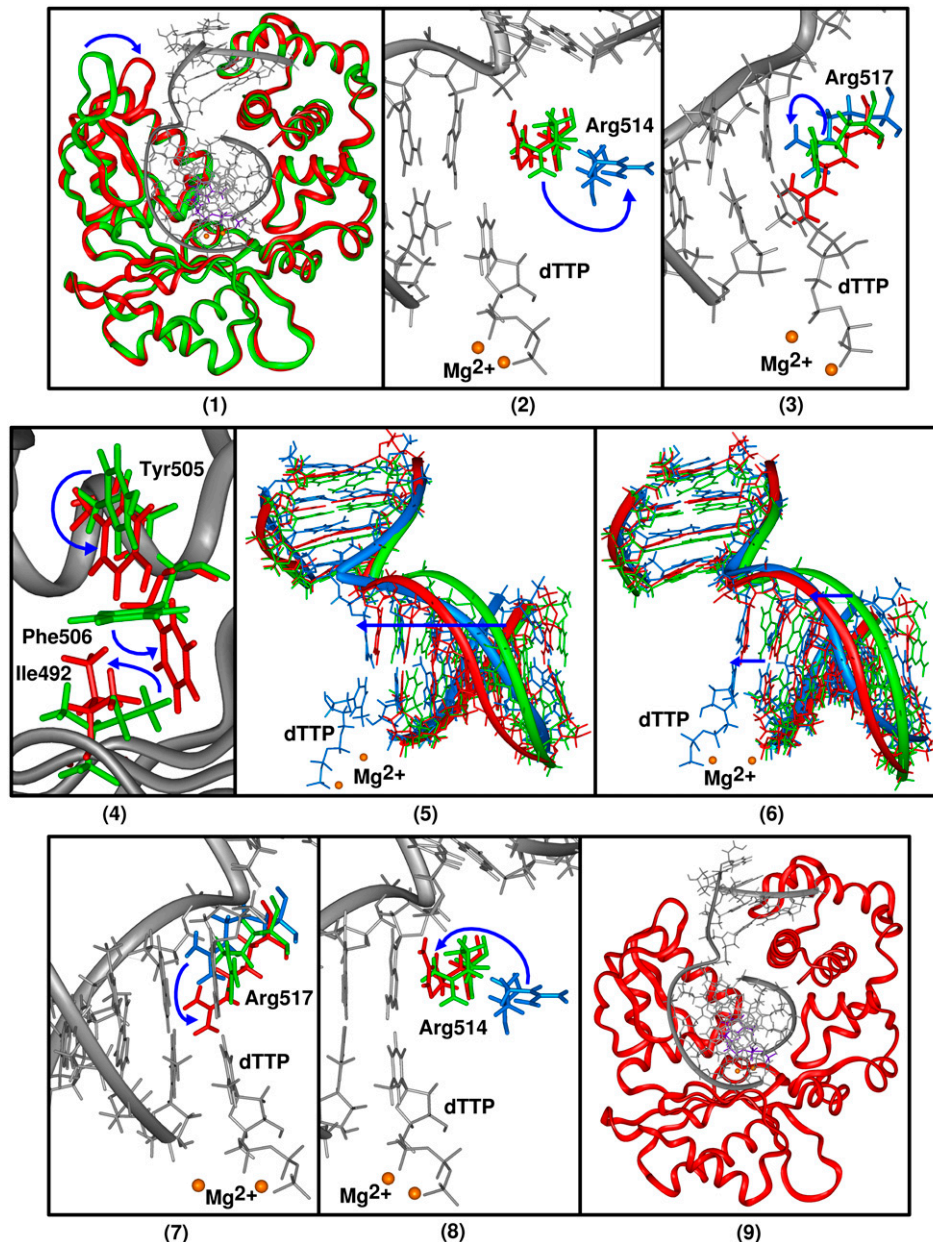 Arg514
dTTP
Mg2+
Arg517
dTTP
Mg2+
(1)
(2)
(3)
Tyr505
Phe506
Ile492
dTTP
Mg2+
dTTP
Mg2+
(4)
(5)
(6)
Arg517
dTTP
Mg2+
Arg514
dTTP
Mg2+
(7)
(8)
(9)